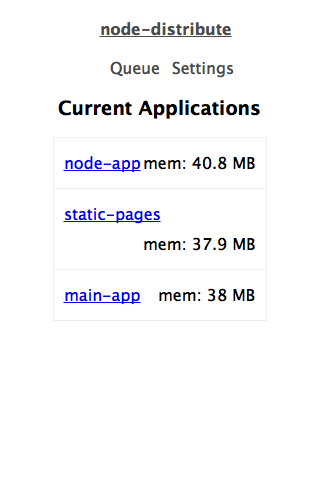 node-distribute
Queue Settings
Current Applications
node-app mem: 40.8 MB
static-pages
mem: 37.9 MB
main-app mem: 38 MB